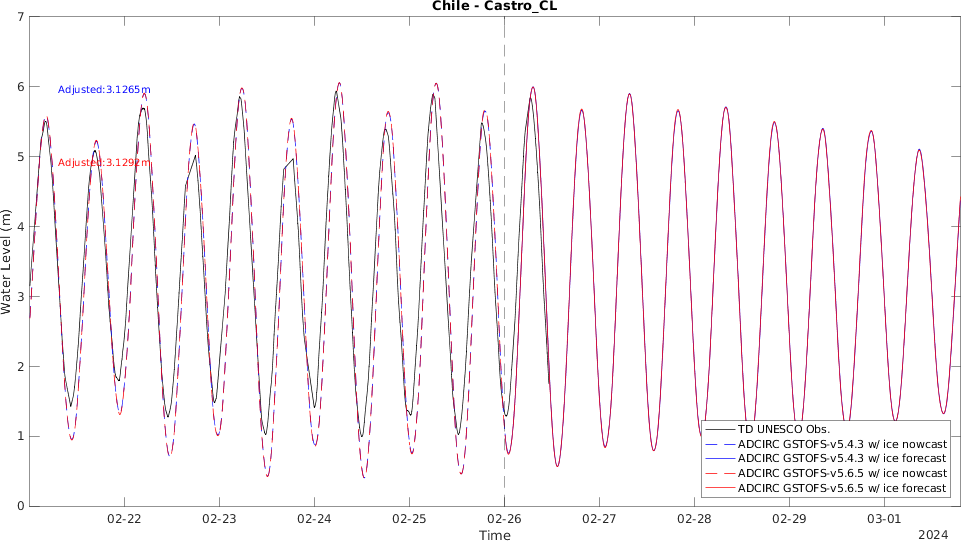 Chile - Castro_CL
7
6
5
4
3
2
1
0
Water Level (m)
Adjusted:3.1265m
Adjusted:3.1292m
TD UNESCO Obs.
ADCIRC GSTOFS-v5.4.3 w/ ice nowcast
ADCIRC GSTOFS-v5.4.3 w/ ice forecast
ADCIRC GSTOFS-v5.6.5 w/ ice nowcast
ADCIRC GSTOFS-v5.6.5 w/ ice forecast
02-22 02-23 02-24 02-25 02-26 02-27 02-28 02-29 03-01
Time
2024